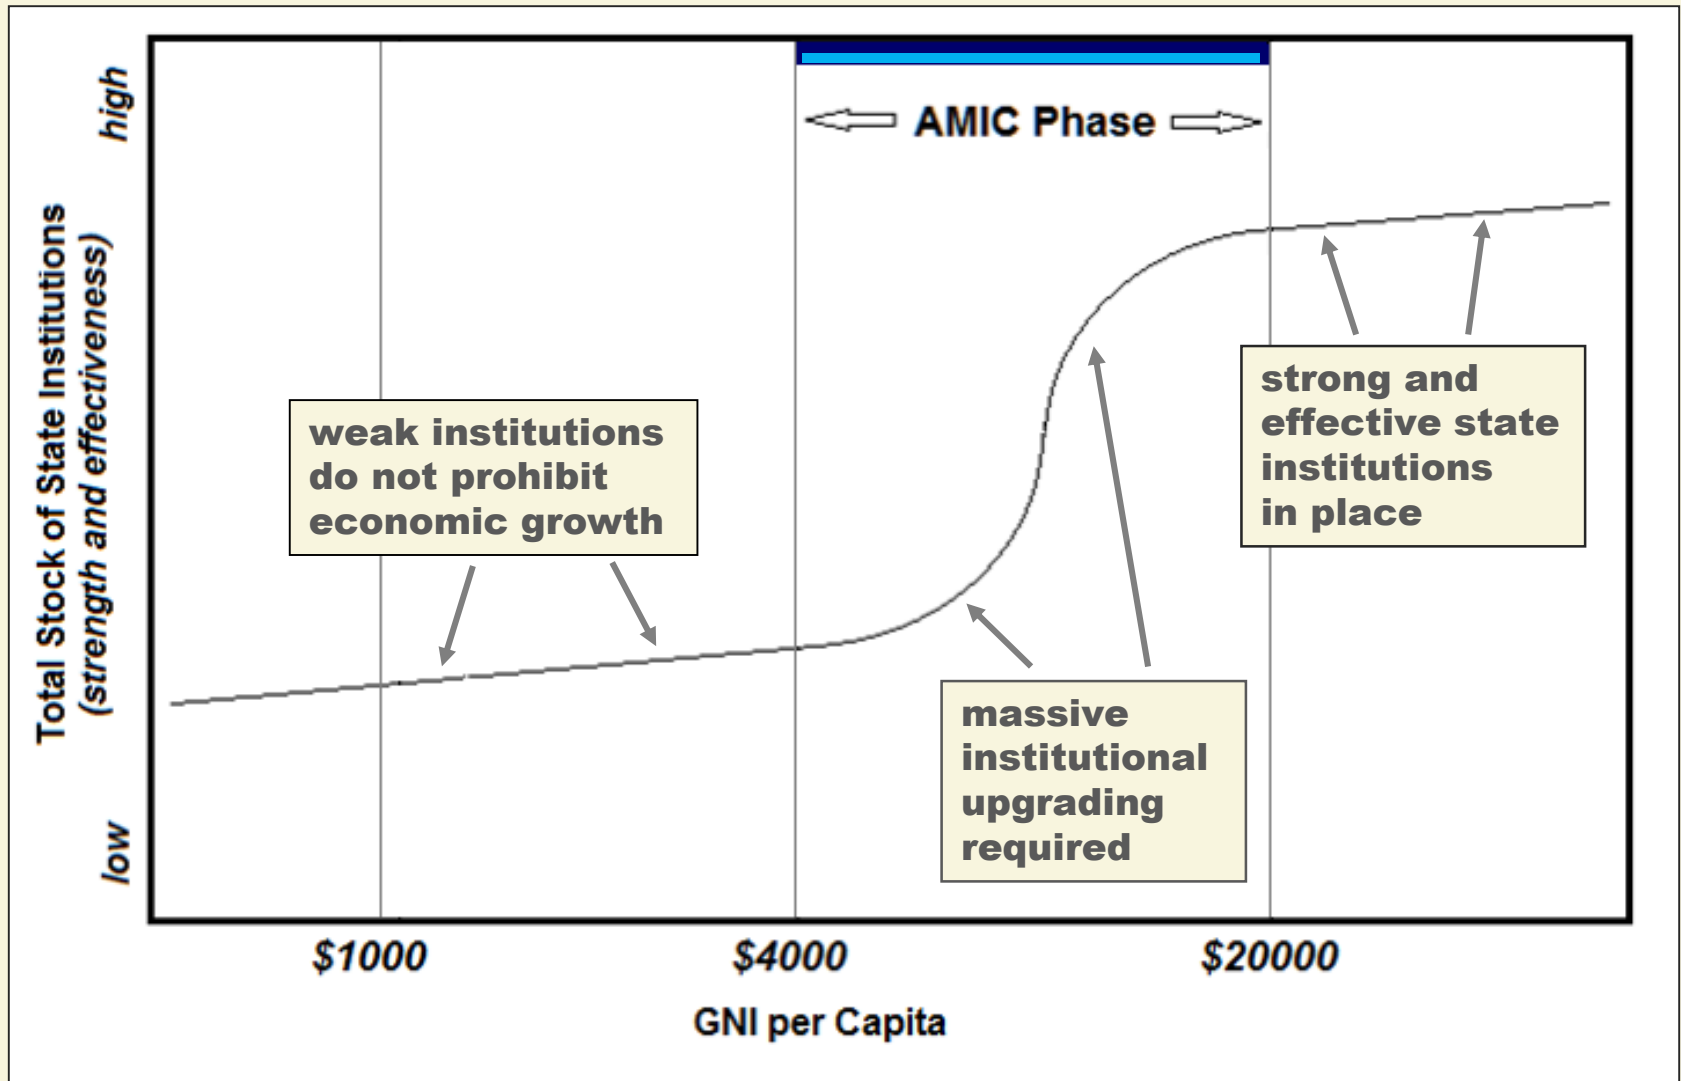 high
AMIC Phase
Total Stock of State Institutions
(strength and effectiveness)
weak institutions
do not prohibit
economic growth
strong and
effective state
institutions
in place
massive
institutional
upgrading
required
low
$1000
$4000
$20000
GNI per Capita